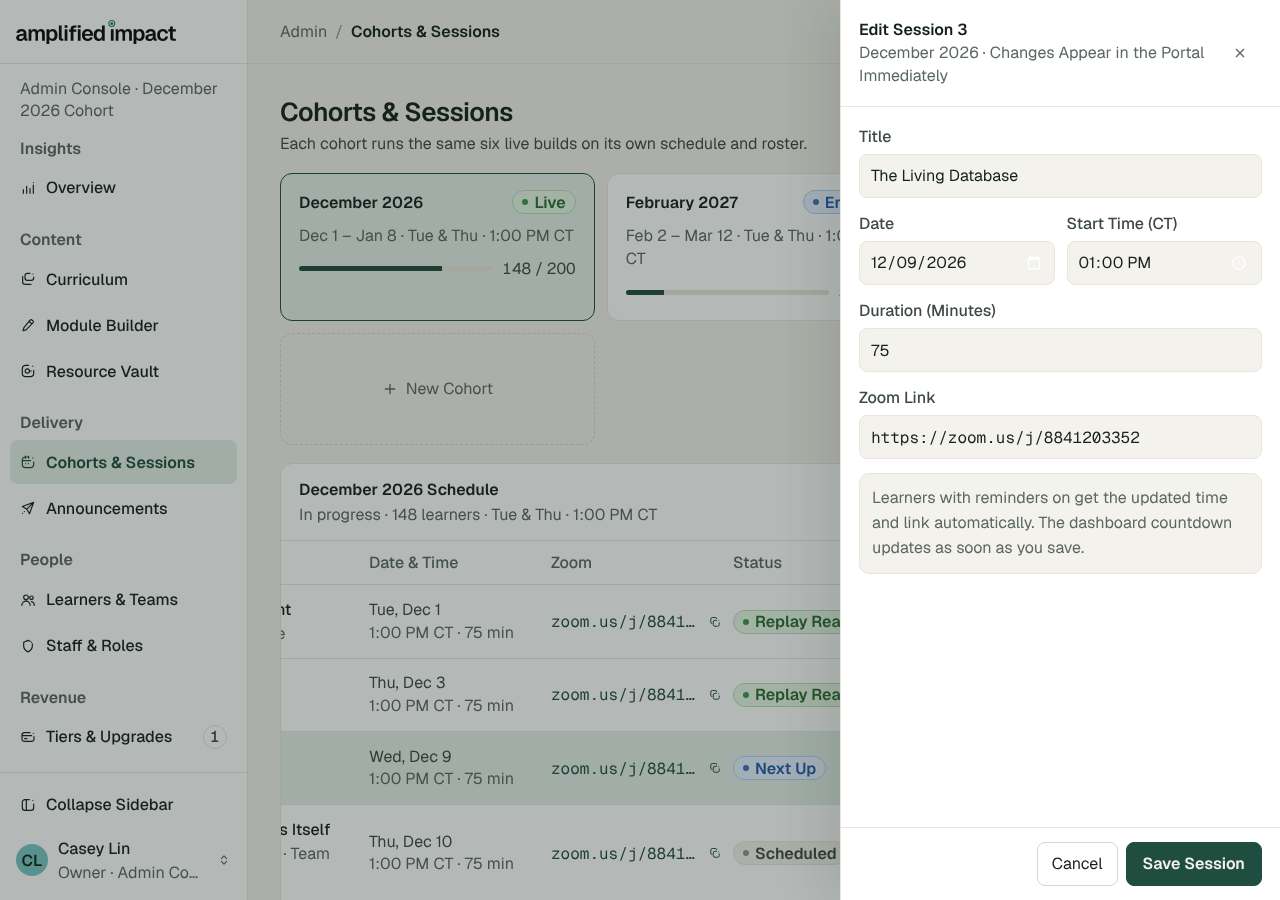 amplified impact
Admin Console · December
2026 Cohort
Insights
Overview
Content
Curriculum
Module Builder
Resource Vault
Delivery
Cohorts & Sessions
Announcements
People
Learners & Teams
Staff & Roles
Revenue
Tiers & Upgrades 1
Collapse Sidebar
CL
Casey Lin
Owner · Admin Co...
Admin / Cohorts & Sessions
Cohorts & Sessions
Each cohort runs the same six live builds on its own schedule and roster.
December 2026 Live
Dec 1 – Jan 8 · Tue & Thu · 1:00 PM CT
148 / 200
February 2027
Feb 2 – Mar 12 · Tue & Thu · 1:
CT
+ New Cohort
December 2026 Schedule
In progress · 148 learners · Tue & Thu · 1:00 PM CT
Date & Time Zoom Status
Tue, Dec 1
1:00 PM CT · 75 min zoom.us/j/8841… Replay Rea
Thu, Dec 3
1:00 PM CT · 75 min zoom.us/j/8841… Replay Rea
Wed, Dec 9
1:00 PM CT · 75 min zoom.us/j/8841… Next Up
s Itself
· Team
Thu, Dec 10
1:00 PM CT · 75 min zoom.us/j/8841… Scheduled
Edit Session 3
December 2026 · Changes Appear in the Portal
Immediately
Title
The Living Database
Date Start Time (CT)
12/09/2026 01:00 PM
Duration (Minutes)
75
Zoom Link
https://zoom.us/j/8841203352
Learners with reminders on get the updated time
and link automatically. The dashboard countdown
updates as soon as you save.
Cancel Save Session